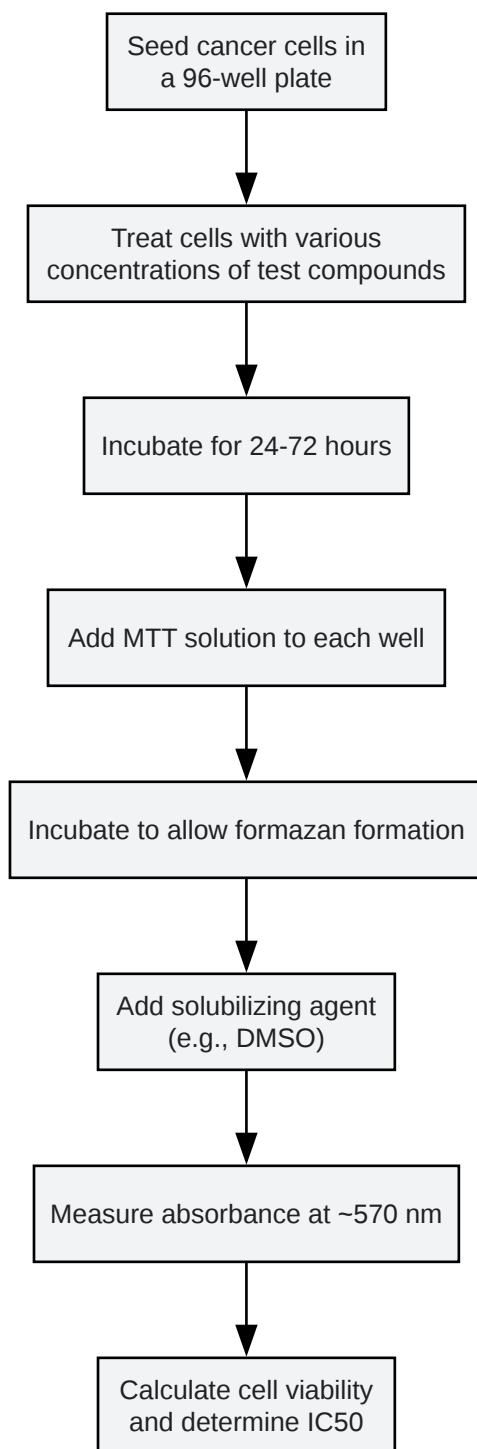 Seed cancer cells in
a 96-well plate
Treat cells with various
concentrations of test compounds
Incubate for 24-72 hours
Add MTT solution to each well
Incubate to allow formazan formation
Add solubilizing agent
(e.g., DMSO)
Measure absorbance at ~570 nm
Calculate cell viability
and determine IC50